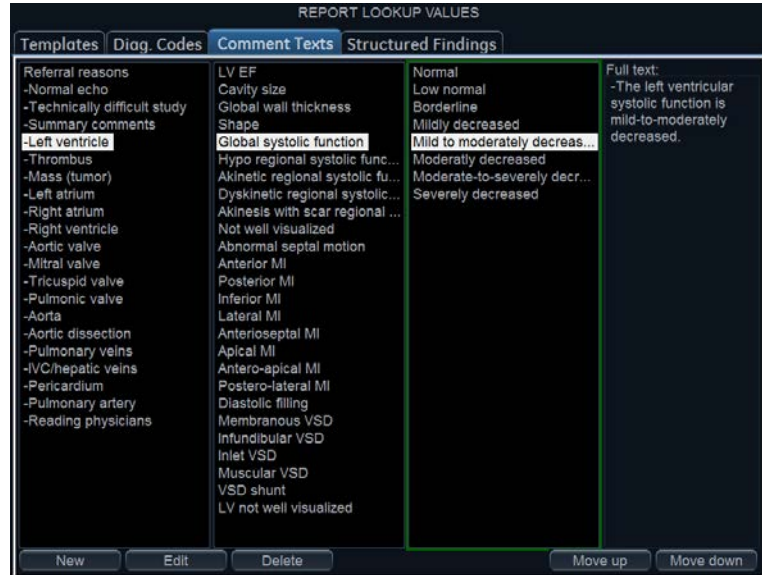 REPORT LOOKUP VALUES
Templates Diag. Codes Comment Texts Structured Findings
Referral reasons
-Normal echo
-Technically difficult study
-Summary comments
-Left ventricle
-Thrombus
-Mass (tumor)
-Left atrium
-Right atrium
-Right ventricle
-Aortic valve
-Mitral valve
-Tricuspid valve
-Pulmonic valve
-Aorta
-Aortic dissection
-Pulmonary veins
-IVC/hepatic veins
-Pericardium
-Pulmonary artery
-Reading physicians
LV EF
Cavity size
Global wall thickness
Shape
Global systolic function
Hypo regional systolic func...
Akinetic regional systolic fu...
Dyskinetic regional systolic...
Akinesis with scar regional ...
Not well visualized
Abnormal septal motion
Anterior MI
Posterior MI
Inferior MI
Lateral MI
Anterioseptal MI
Apical MI
Antero-apical MI
Postero-lateral MI
Diastolic filling
Membranous VSD
Infundibular VSD
Inlet VSD
Muscular VSD
VSD shunt
LV not well visualized
Normal
Low normal
Borderline
Mildly decreased
Mild to moderately decreas...
Moderatly decreased
Moderate-to-severely decr...
Severely decreased
Full text:
-The left ventricular
systolic function is
mild-to-moderately
decreased.
New Edit Delete Move up Move down